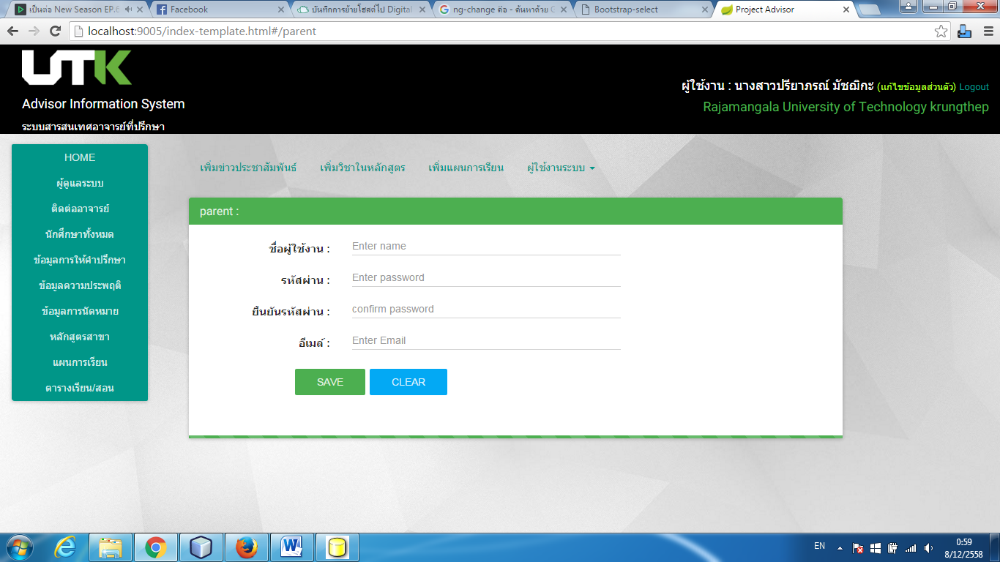 เป็นต่อ New Season EP.6
Facebook
บันทึกการย้ายโฮสต์ไป Digital
ng-change คือ - ค้นหาด้วย G
Bootstrap-select
Project Advisor
localhost:9005/index-template.html#/parent
UTK
Advisor Information System
ระบบสารสนเทศอาจารย์ที่ปรึกษา
ผู้ใช้งาน : นางสาวปรียาภรณ์ มัชฌิกะ (แก้ไขข้อมูลส่วนตัว) Logout
Rajamangala University of Technology krungthep
HOME
ผู้ดูแลระบบ
ติดต่ออาจารย์
นักศึกษาทั้งหมด
ข้อมูลการให้คำปรึกษา
ข้อมูลความประพฤติ
ข้อมูลการนัดหมาย
หลักสูตรสาขา
แผนการเรียน
ตารางเรียน/สอน
เพิ่มข่าวประชาสัมพันธ์
เพิ่มวิชาในหลักสูตร
เพิ่มแผนการเรียน
ผู้ใช้งานระบบ
parent :
ชื่อผู้ใช้งาน : Enter name
รหัสผ่าน : Enter password
ยืนยันรหัสผ่าน : confirm password
อีเมล์ : Enter Email
SAVE
CLEAR
EN
0:59
8/12/2558